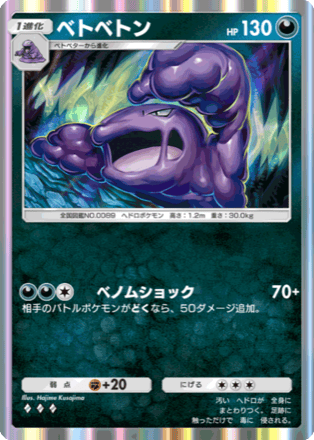 1進化
ベトベトン
HP 130
ベトベターから進化
全国図鑑NO.0089 ヘドロポケモン 高さ：1.2m 重さ：30.0kg
ベノムショック 70+
相手のバトルポケモンがどくなら、50ダメージ追加。
弱点 +20 にげる
Illus. Hajime Kusajima
汚い ヘドロが 全身に
まとわりつく。 足跡に
触っただけで 毒に 侵される。